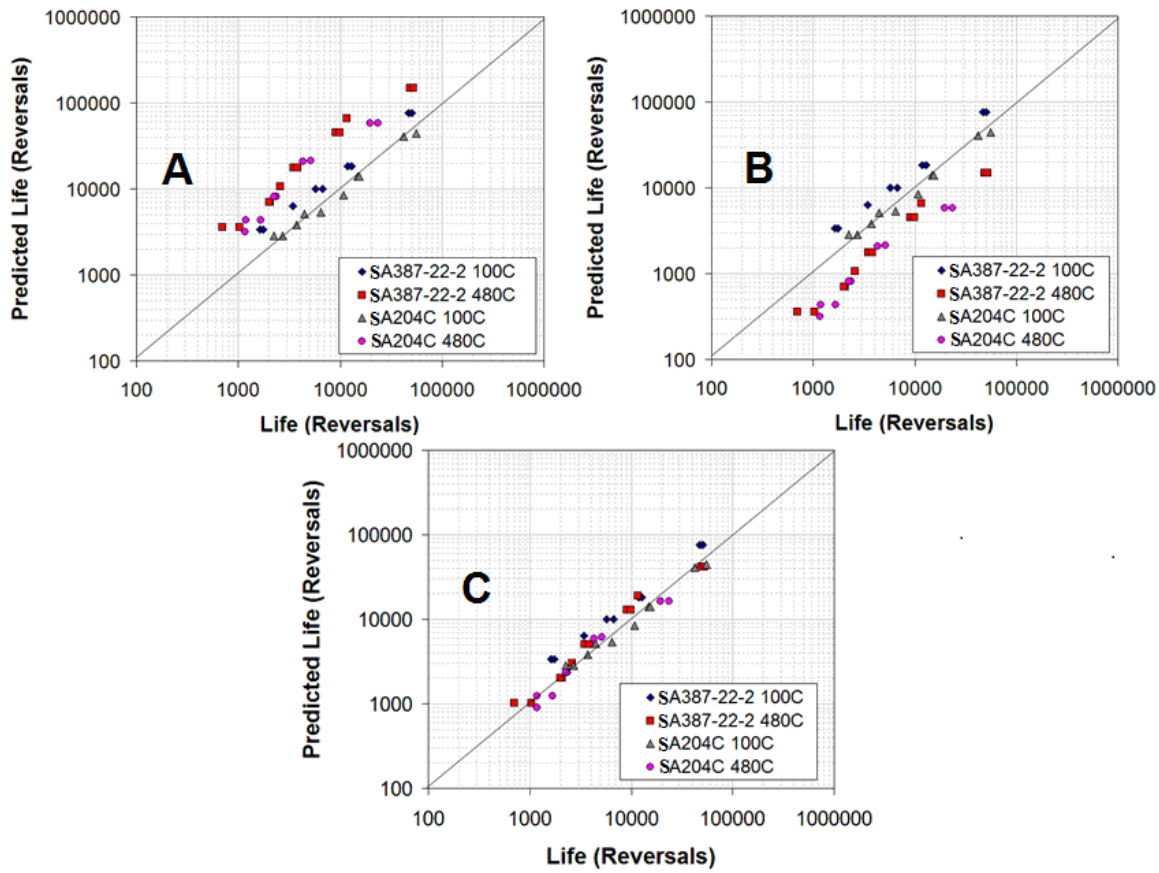 Predicted Life (Reversals)
1000000
100000
10000
1000
100
A
SA387-22-2 100C
SA387-22-2 480C
SA204C 100C
SA204C 480C
100 1000 10000 100000 1000000
Life (Reversals)
Predicted Life (Reversals)
1000000
100000
10000
1000
100
B
SA387-22-2 100C
SA387-22-2 480C
SA204C 100C
SA204C 480C
100 1000 10000 100000 1000000
Life (Reversals)
Predicted Life (Reversals)
1000000
100000
10000
1000
100
C
SA387-22-2 100C
SA387-22-2 480C
SA204C 100C
SA204C 480C
100 1000 10000 100000 1000000
Life (Reversals)